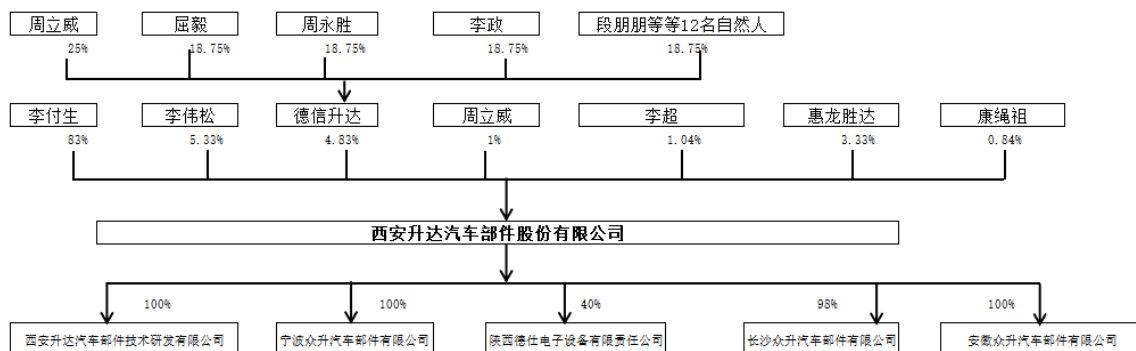 周立威 屈毅 周永胜 李政 段朋朋等等12名自然人
25% 18.75% 18.75% 18.75% 18.75%
李付生 李伟松 德信升达 周立威 李超 惠龙胜达 康绳祖
83% 5.33% 4.83% 1% 1.04% 3.33% 0.84%
西安升达汽车部件股份有限公司
100% 100% 40% 98% 100%
西安升达汽车部件技术研发有限公司 宁波众升汽车部件有限公司 陕西德仕电子设备有限责任公司 长沙众升汽车部件有限公司 安徽众升汽车部件有限公司